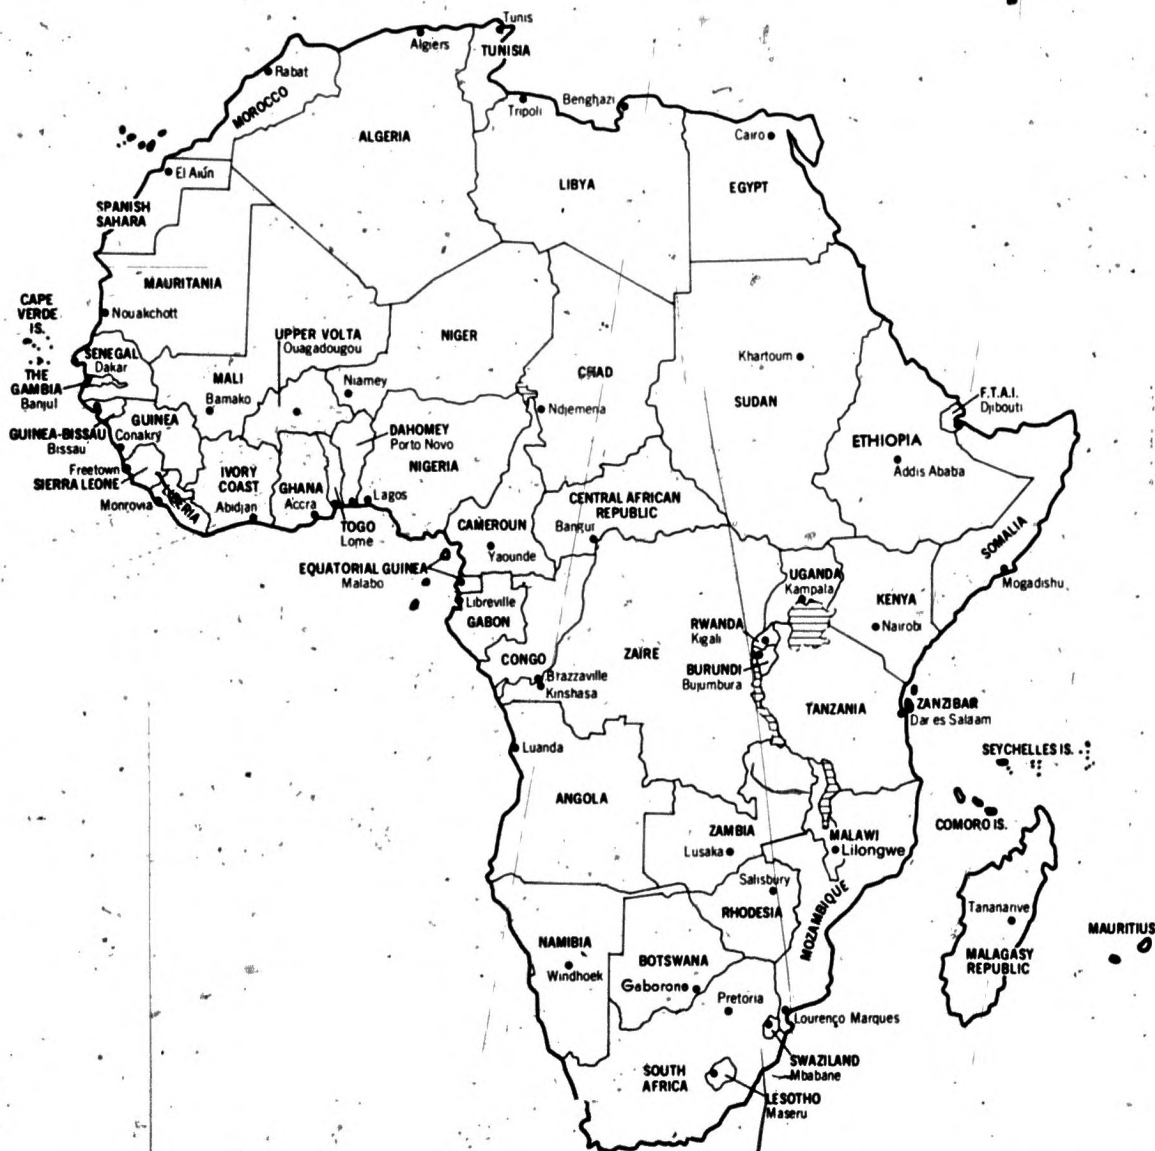 Tunis
Algiers
TUNISIA
Rabat
MOROCCO
Tripoli
Benghazi
Cairo
ALGERIA
El Aiún
LIBYA
EGYPT
SPANISH
SAHARA
MAURITANIA
CAPE
VERDE
IS.
Nouakchott
UPPER VOLTA
Ouagadougou
NIGER
SENEGAL
Dakar
Khartoum
THE
GAMBIA
Banjul
MALI
Bamako
Niamey
CHAD
F.T.A.I.
Djibouti
Ndjemena
SUDAN
GUINEA
Conakry
DAHOMEY
Porto Novo
GUINEA-BISSAU
Bissau
ETHIOPIA
Addis Ababa
NIGERIA
Freetown
SIERRA LEONE
IVORY
COAST
GHANA
Accra
Lagos
CENTRAL AFRICAN
REPUBLIC
Monrovia
LIBERIA
Abidjan
TOGO
Lome
CAMEROUN
Yaounde
Bangui
SOMALIA
EQUATORIAL GUINEA
Malabo
UGANDA
Kampala
Mogadishu
Libreville
GABON
KENYA
Nairobi
RWANDA
Kigali
CONGO
ZAÏRE
BURUNDI
Bujumbura
Brazzaville
Kinshasa
TANZANIA
ZANZIBAR
Dar es Salaam
Luanda
SEYCHELLES IS.
ANGOLA
COMORO IS.
ZAMBIA
Lusaka
MALAWI
Lilongwe
Salisbury
RHODESIA
MOZAMBIQUE
Tananarive
MAURITIUS
NAMIBIA
Windhoek
BOTSWANA
Gaborone
MALAGASY
REPUBLIC
Pretoria
Lourenço Marques
SOUTH
AFRICA
SWAZILAND
Mbabane
LESOTHO
Maseru